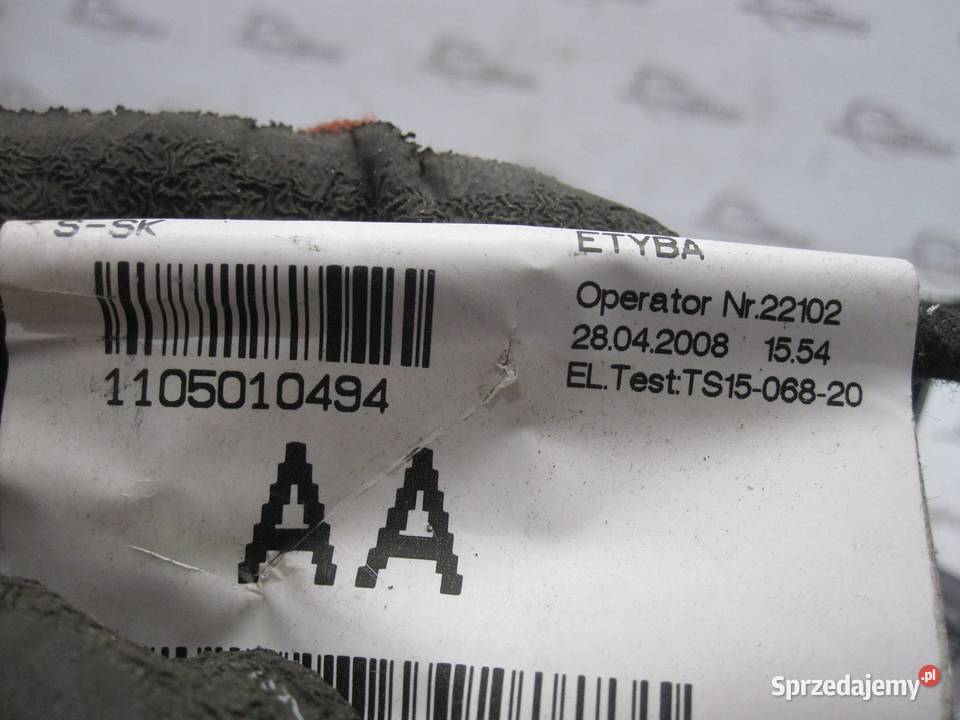 S-SK
ETYBA
Operator Nr.22102
28.04.2008 15.54
EL.Test:TS15-068-20
1105010494
AA
Sprzedajemy.pl